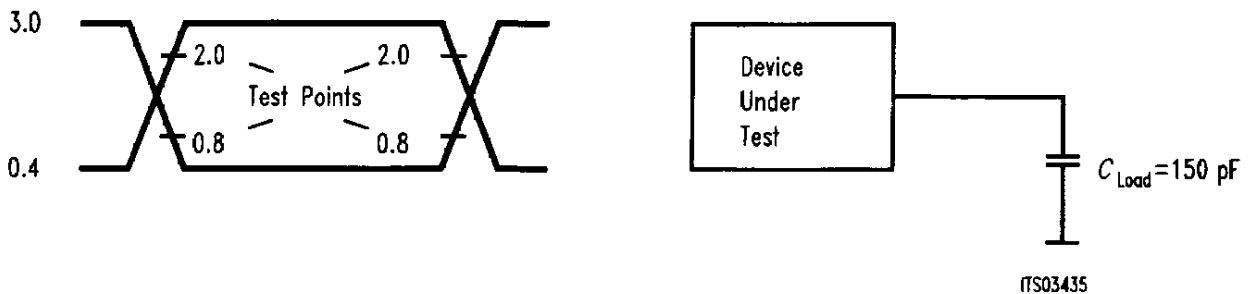 3.0
2.0
2.0
Test Points
0.8
0.8
0.4
Device
Under
Test
C Load=150 pF
ITS03435